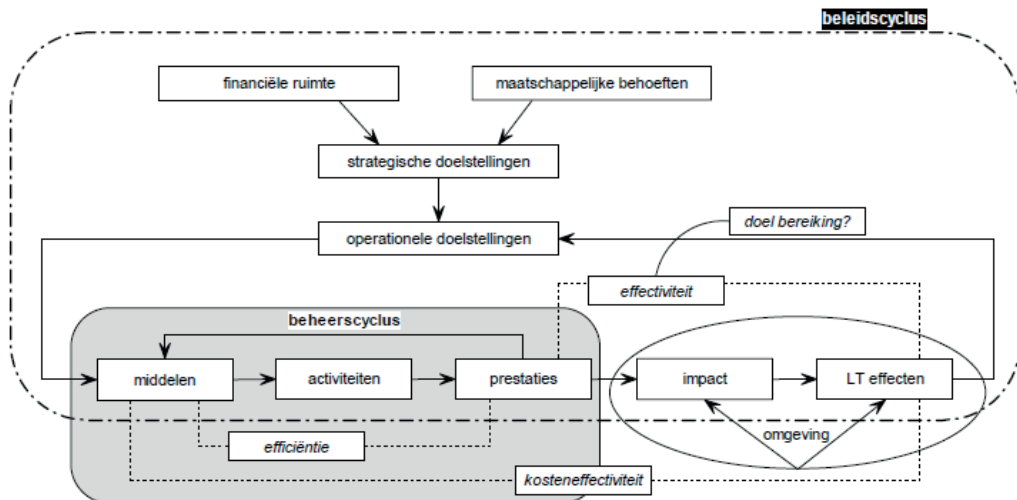 beleidscyclus
financiële ruimte
maatschappelijke behoeften
strategische doelstellingen
operationele doelstellingen
doel bereiking?
effectiviteit
beheerscyclus
middelen
activiteiten
prestaties
impact
LT effecten
omgeving
efficiëntie
kosteneffectiviteit